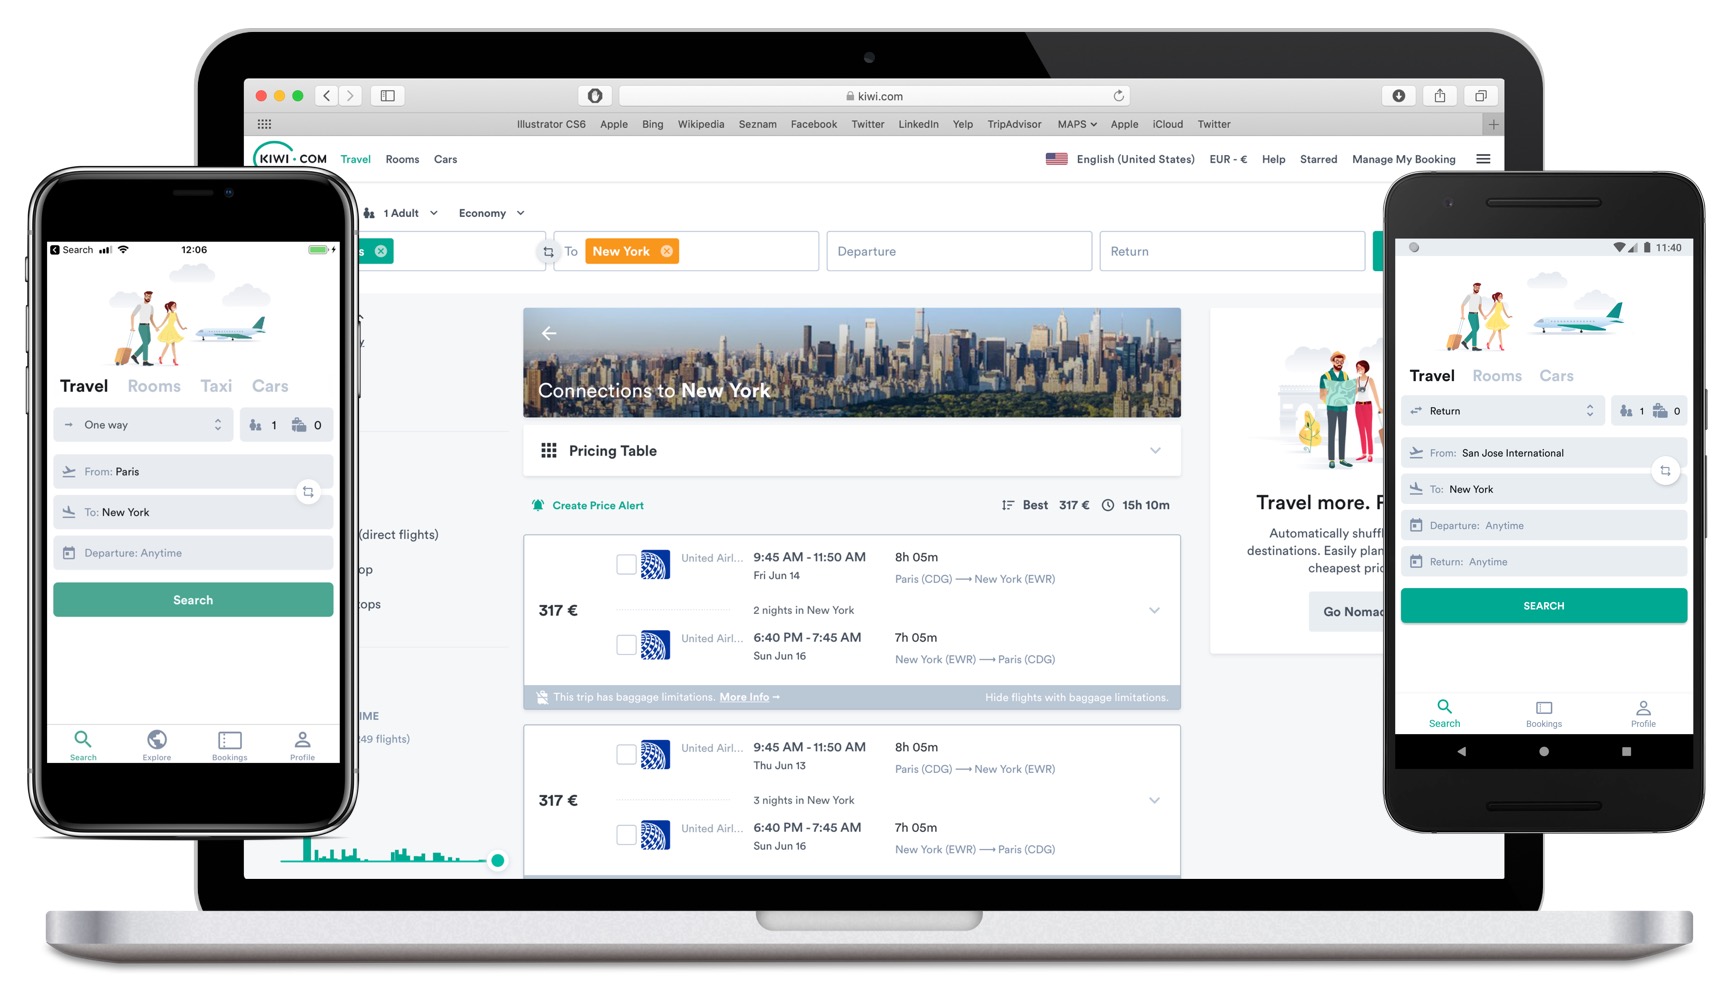 kiwi.com
Illustrator CS6 Apple Bing Wikipedia Seznam Facebook Twitter LinkedIn Yelp TripAdvisor MAPS Apple iCloud Twitter
KIWI.COM Travel Rooms Cars
English (United States) EUR - € Help Starred Manage My Booking
1 Adult Economy
s To New York Departure Return
Connections to New York
Pricing Table
Create Price Alert Best 317 € 15h 10m
United Airl... 9:45 AM - 11:50 AM 8h 05m
Fri Jun 14 Paris (CDG) → New York (EWR)
317 € 2 nights in New York
United Airl... 6:40 PM - 7:45 AM 7h 05m
Sun Jun 16 New York (EWR) → Paris (CDG)
This trip has baggage limitations. More Info → Hide flights with baggage limitations.
United Airl... 9:45 AM - 11:50 AM 8h 05m
Thu Jun 13 Paris (CDG) → New York (EWR)
317 € 3 nights in New York
United Airl... 6:40 PM - 7:45 AM 7h 05m
Sun Jun 16 New York (EWR) → Paris (CDG)
(direct flights)
op
tops
IME
49 flights)
Travel more. P
Automatically shuffl
destinations. Easily plan
cheapest pric
Go Nomad
Search 12:06
Travel Rooms Taxi Cars
One way 1 0
From: Paris
To: New York
Departure: Anytime
Search
Search Explore Bookings Profile
11:40
Travel Rooms Cars
Return 1 0
From: San Jose International
To: New York
Departure: Anytime
Return: Anytime
SEARCH
Search Bookings Profile